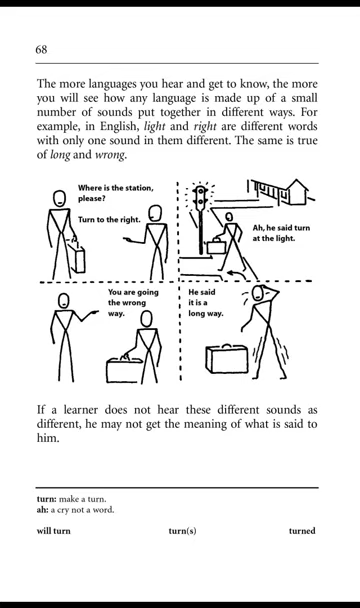 68
The more languages you hear and get to know, the more
you will see how any language is made up of a small
number of sounds put together in different ways. For
example, in English, light and right are different words
with only one sound in them different. The same is true
of long and wrong.
Where is the station,
please?
Turn to the right.
Ah, he said turn
at the light.
You are going
the wrong
way.
He said
it is a
long way.
If a learner does not hear these different sounds as
different, he may not get the meaning of what is said to
him.
turn: make a turn.
ah: a cry not a word.
will turn turn(s) turned